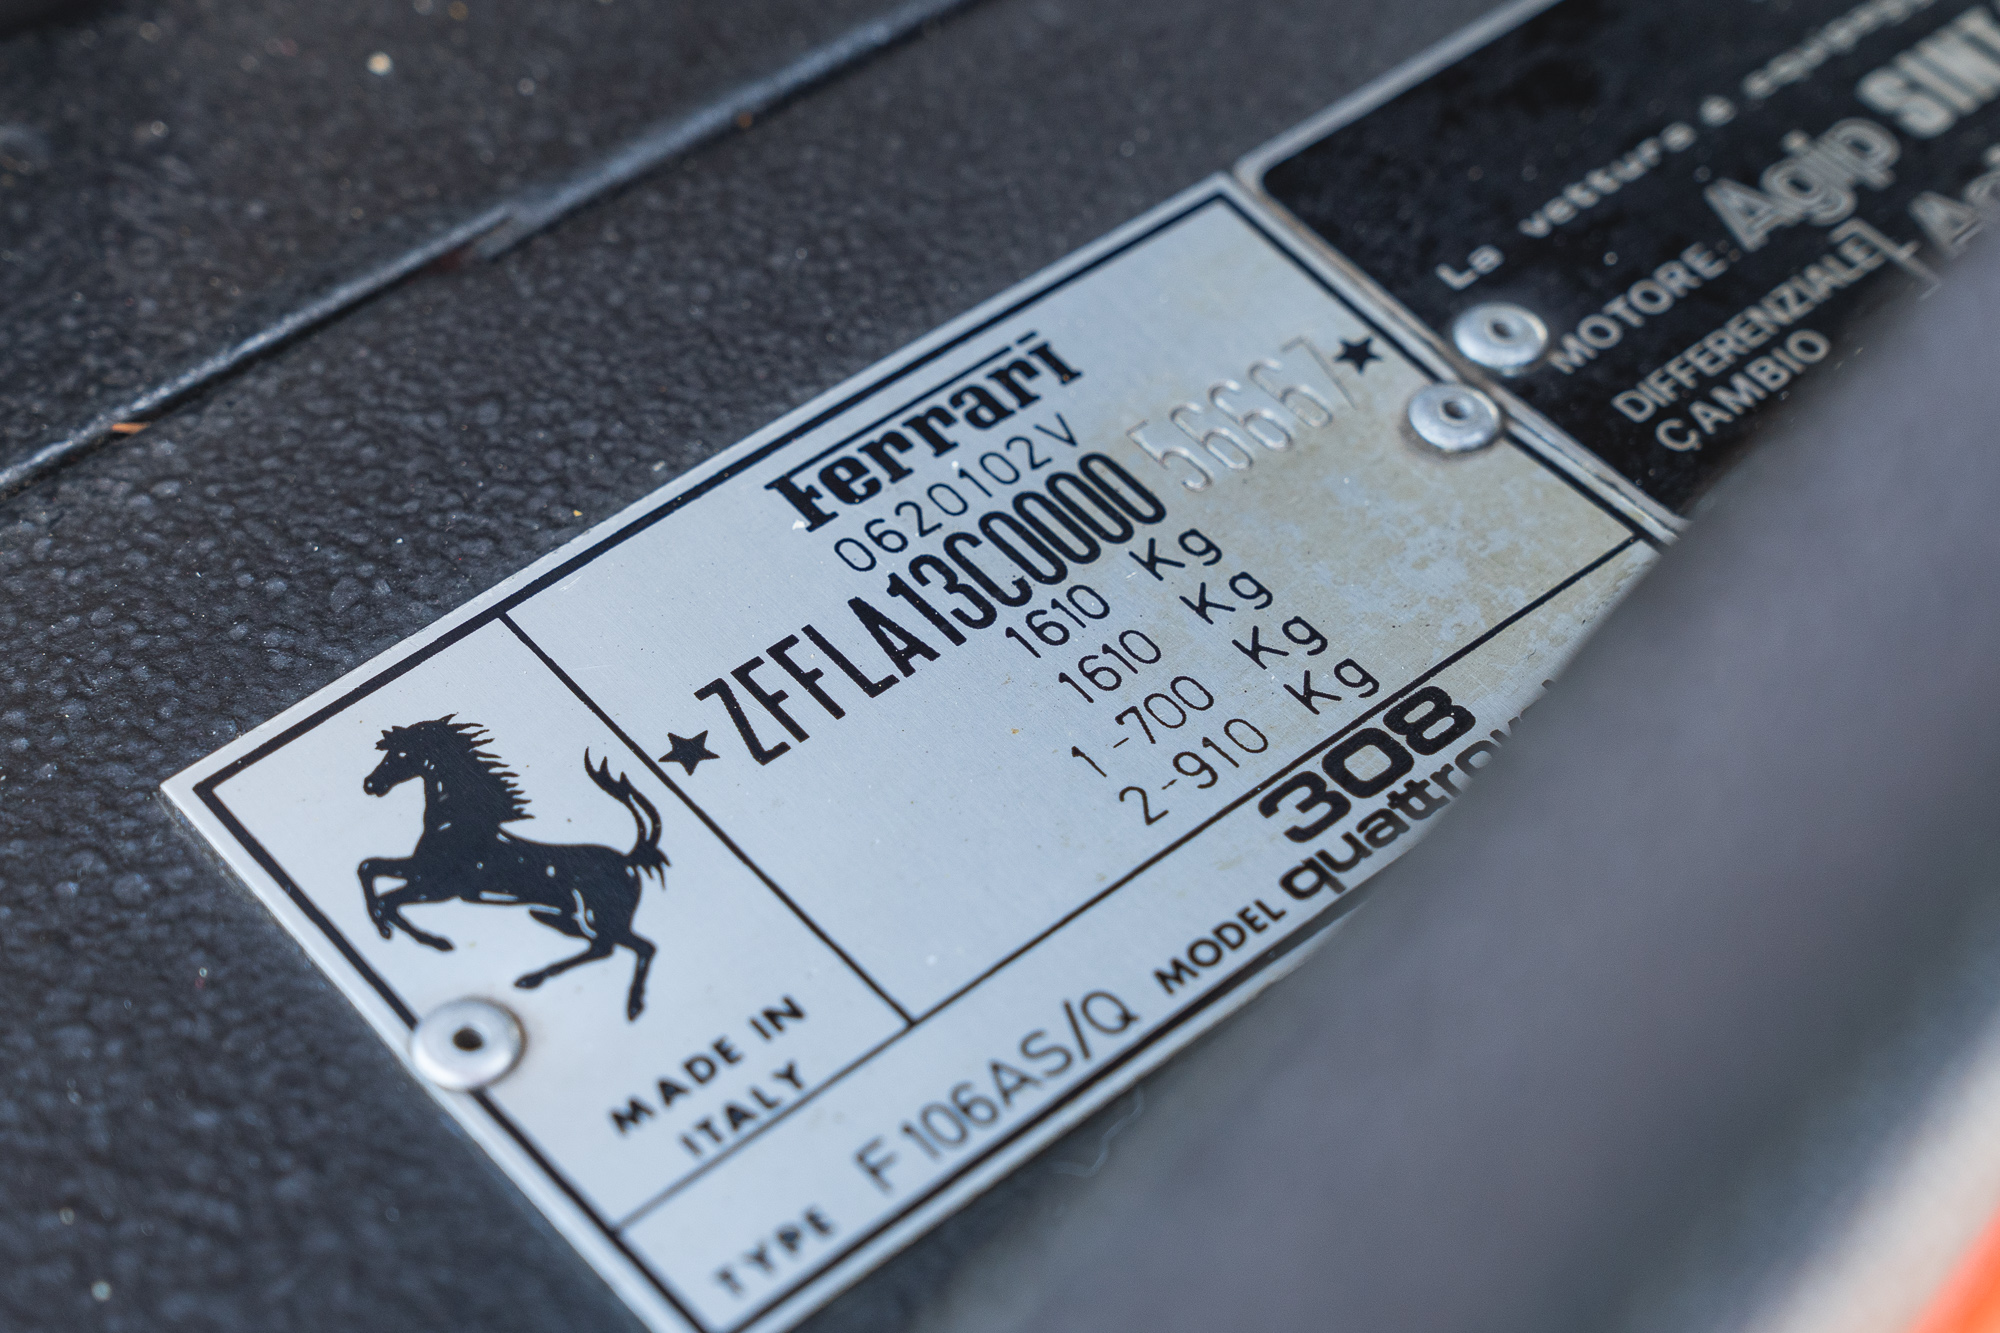 Ferrari
0620102V
★ZFFLA13C0000 56667★
1610 Kg
1610 Kg
1-700 Kg
2-910 Kg
MADE IN
ITALY
TYPE F106AS/Q MODEL 308
La vettura è
MOTORE: Agip
DIFFERENZIALE
CAMBIO